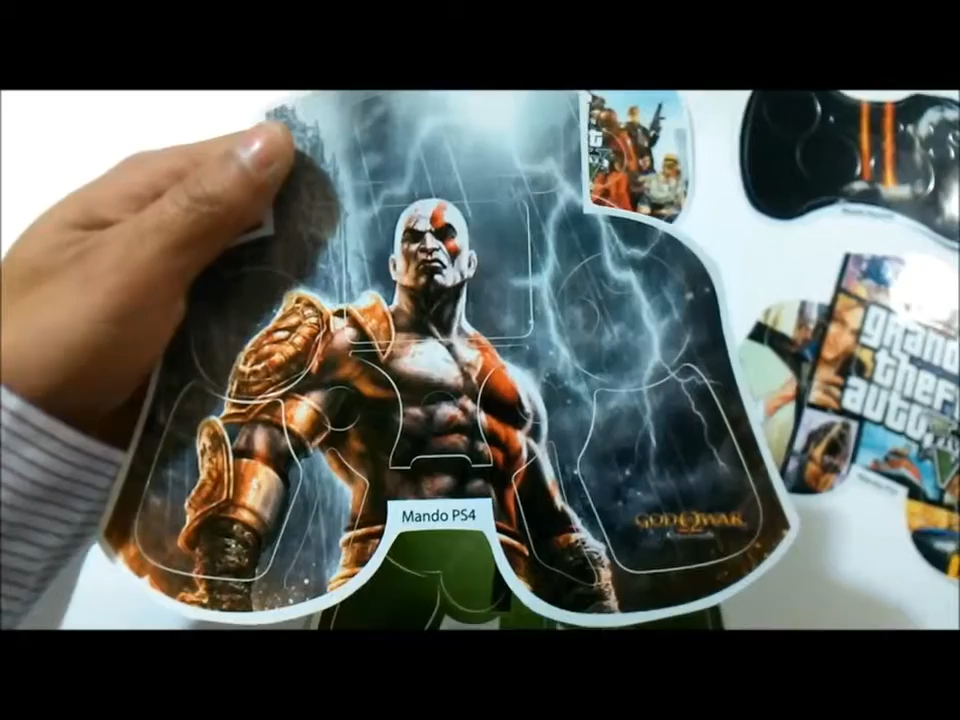 Mando PS4
GOD OF WAR
grand
theft
auto
V